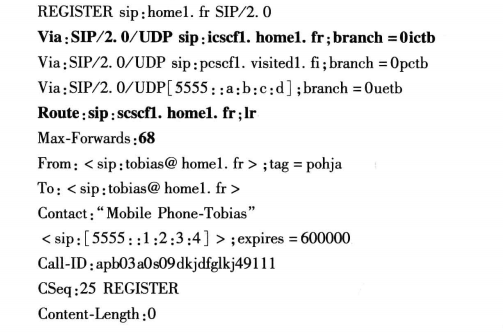 REGISTER sip:home1. fr SIP/2. 0
Via:SIP/2. 0/UDP sip:icscf1. home1. fr;branch =0ictb
Via:SIP/2. 0/UDP sip:pcscf1. visited1. fi;branch =0pctb
Via:SIP/2. 0/UDP[5555::a:b:c:d];branch =0uetb
Route:sip:scscf1. home1. fr;lr
Max-Forwards:68
From: < sip:tobias@ home1. fr > ;tag = pohja
To: < sip:tobias@ home1. fr >
Contact:“Mobile Phone-Tobias”
< sip:[5555::1:2:3:4] > ;expires =600000
Call-ID:apb03a0s09dkjdfglkj49111
CSeq:25 REGISTER
Content-Length:0